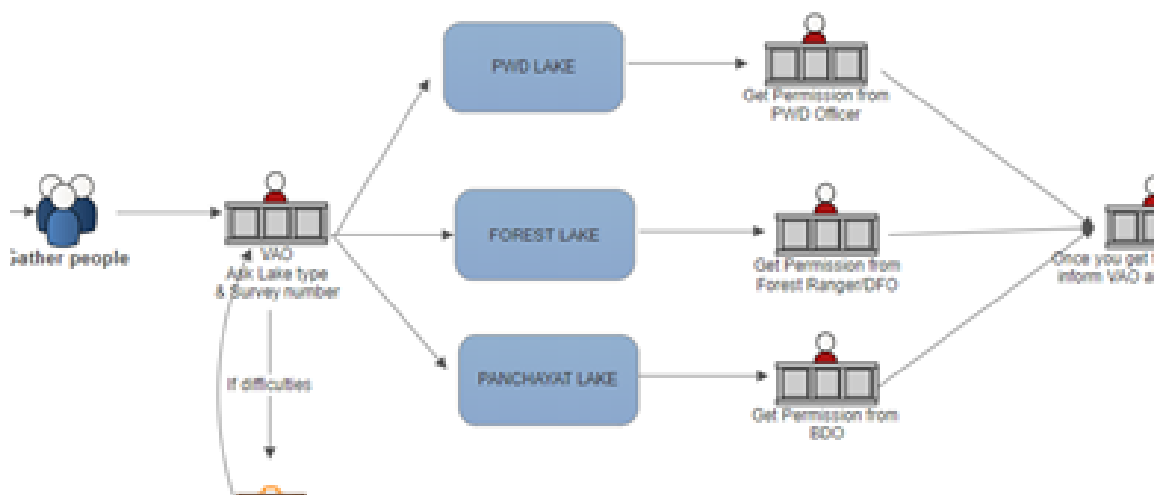 PWD LAKE
Get Permission from
PWD Officer
Gather people
VAO
Ask Lake type
& Survey number
FOREST LAKE
Get Permission from
Forest Ranger/DFO
Once you get
inform VAO
If difficulties
PANCHAYAT LAKE
Get Permission from
BDO